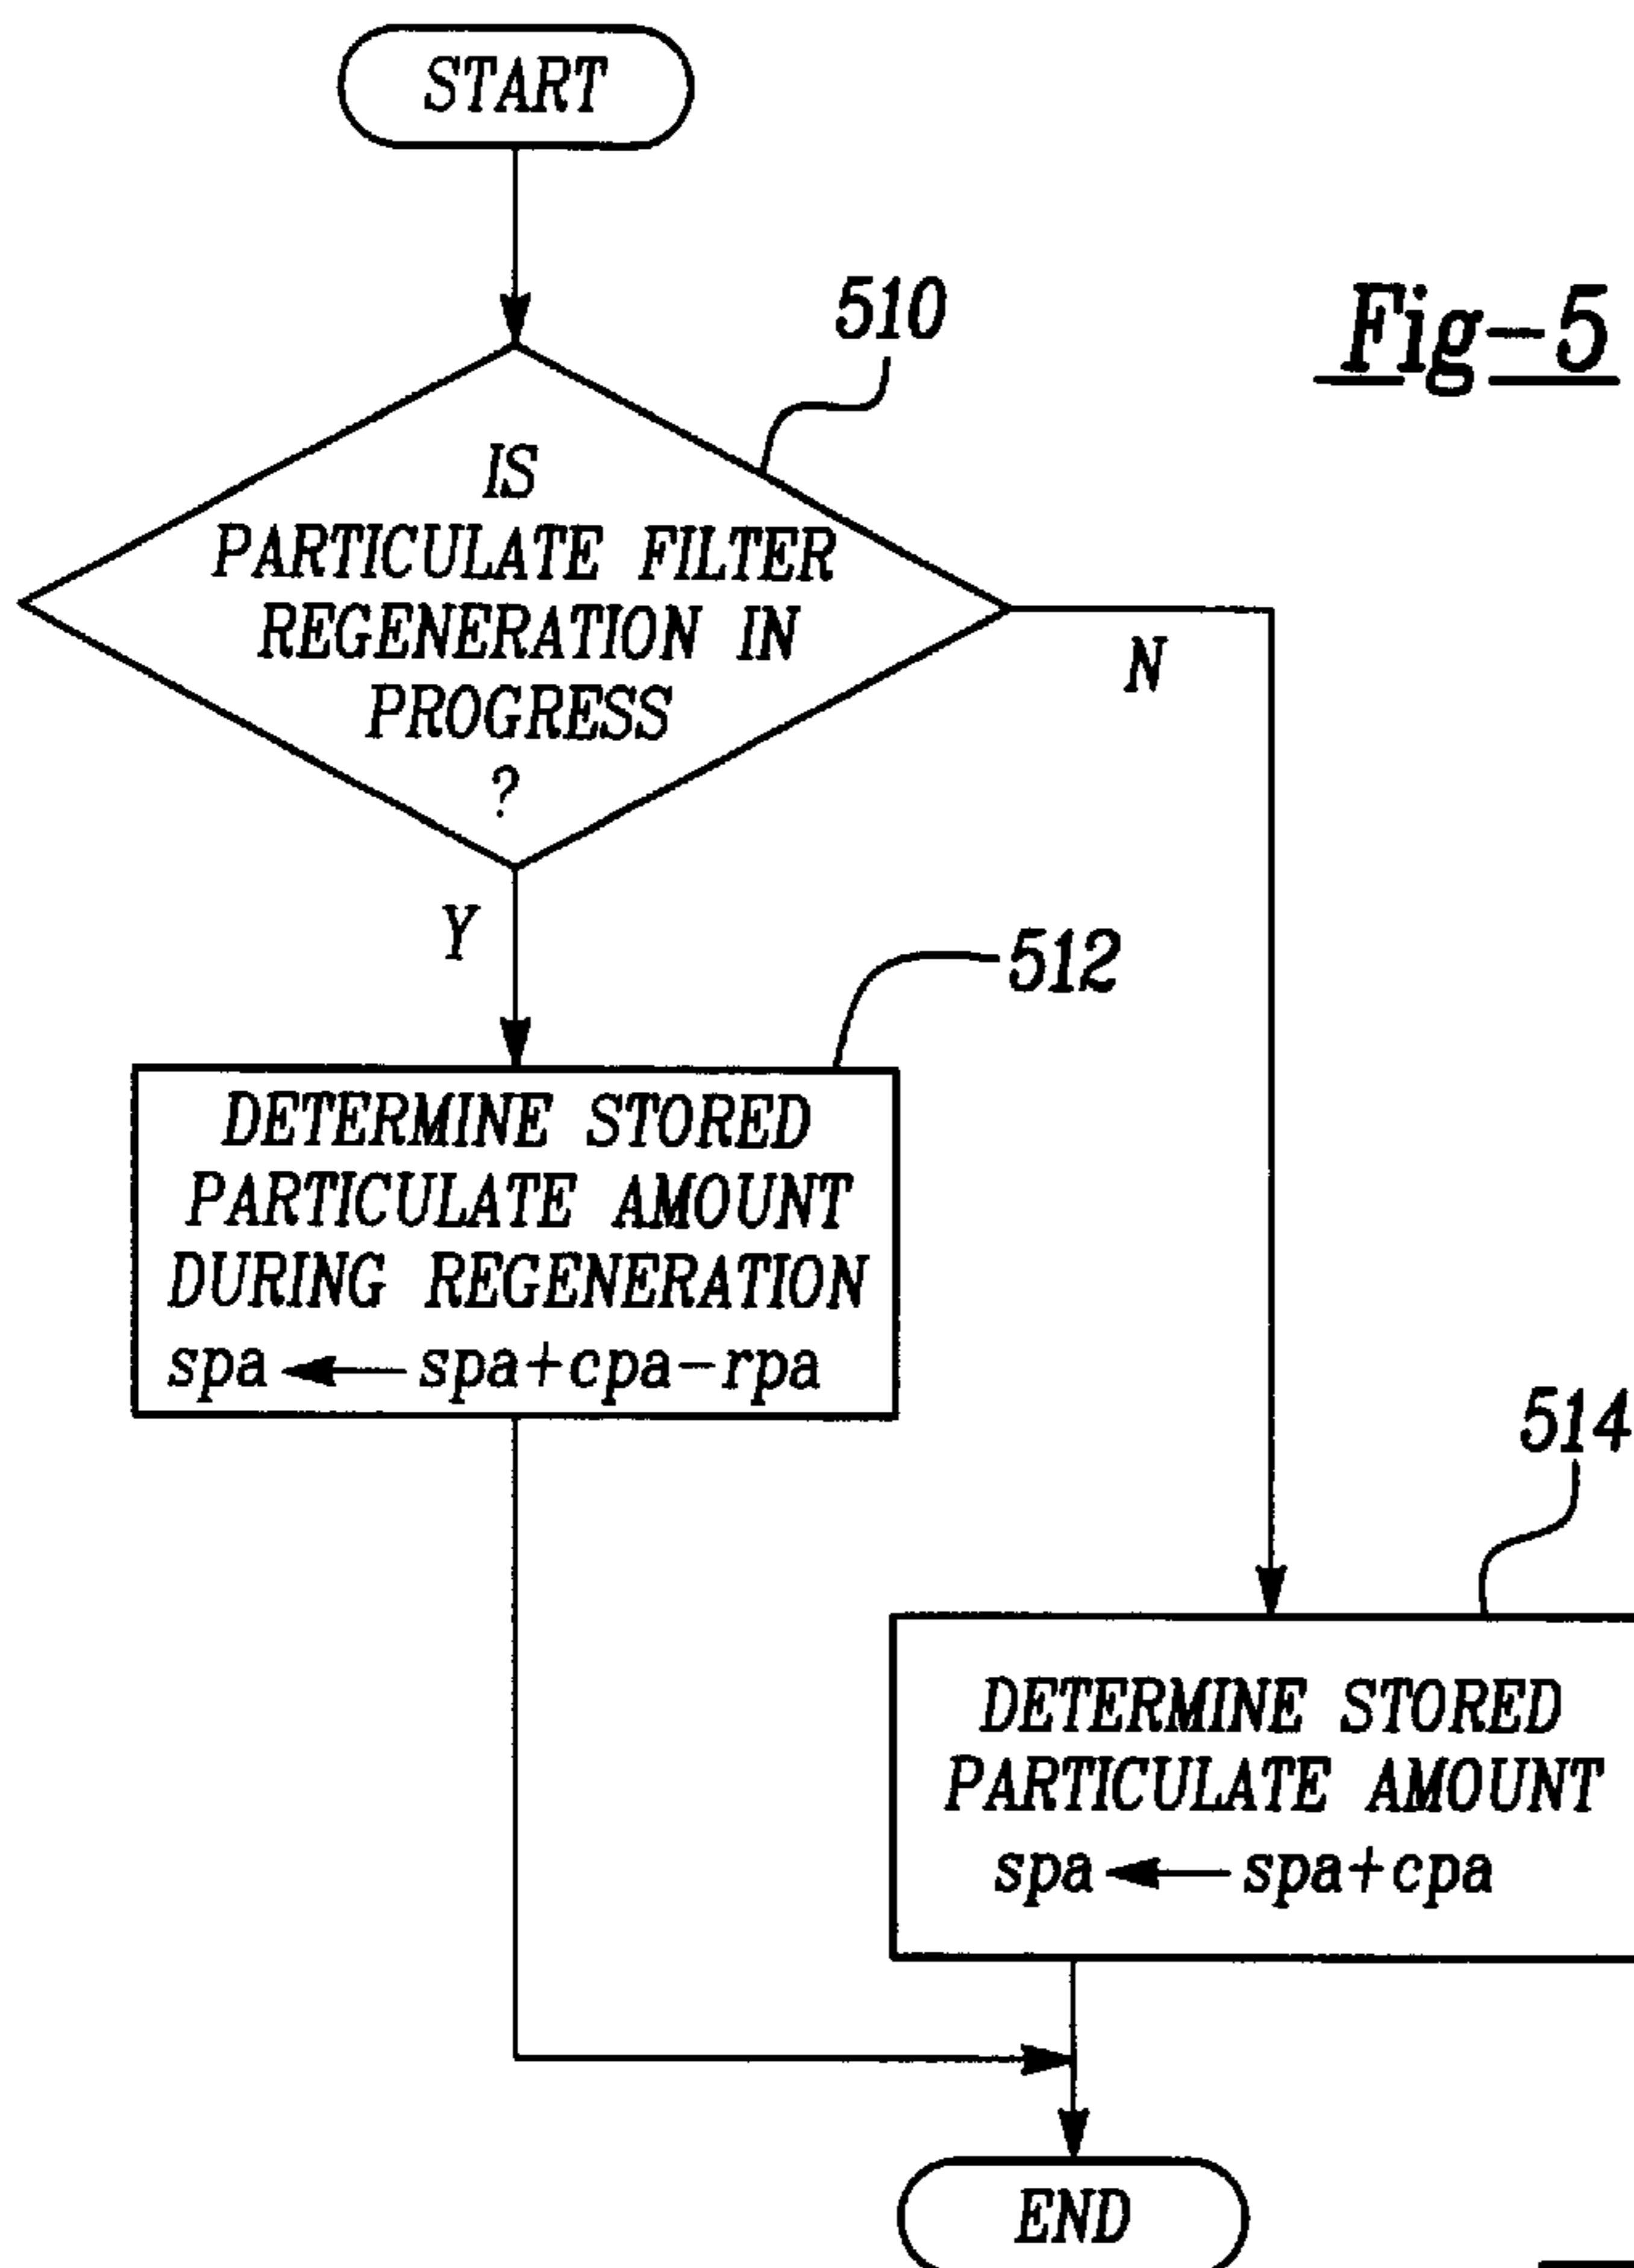 START
510
Fig-5
IS
PARTICULATE FILTER
REGENERATION IN
PROGRESS
?
N
Y
512
DETERMINE STORED
PARTICULATE AMOUNT
DURING REGENERATION
spa ← spa+cpa-rpa
514
DETERMINE STORED
PARTICULATE AMOUNT
spa ← spa+cpa
END